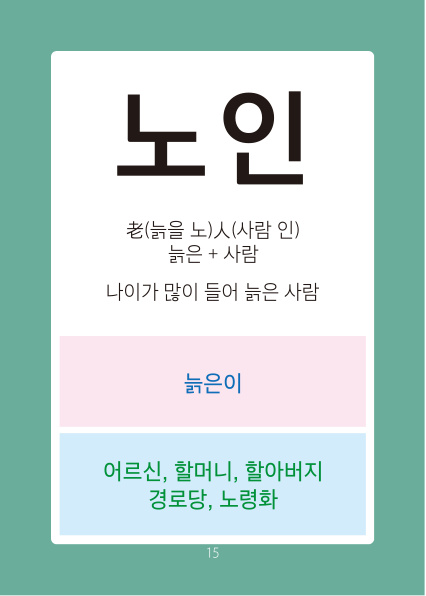 노인
老(늙을 노)人(사람 인)
늙은 + 사람
나이가 많이 들어 늙은 사람
늙은이
어르신, 할머니, 할아버지
경로당, 노령화
15